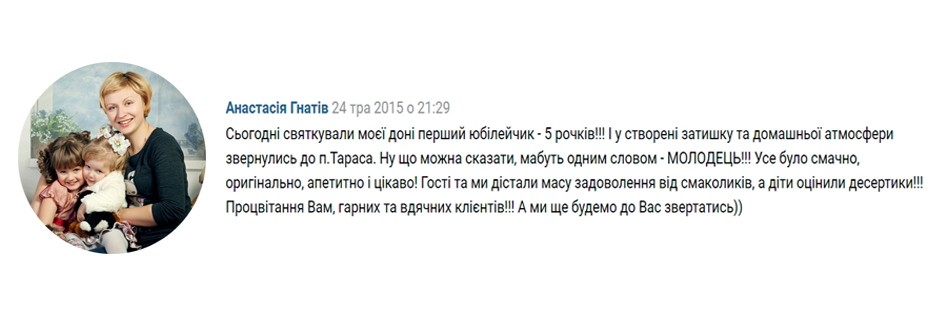 Анастасія Гнатів 24 тра 2015 о 21:29
Сьогодні святкували моєї доні перший юбілейчик - 5 рочків!!! І у створені затишку та домашньої атмосфери
звернулись до п.Тараса. Ну що можна сказати, мабуть одним словом - МОЛОДЕЦЬ!!! Усе було смачно,
оригінально, апетитно і цікаво! Гості та ми дістали масу задоволення від смаколиків, а діти оцінили десертики!!!
Процвітання Вам, гарних та вдячних клієнтів!!! А ми ще будемо до Вас звертатись))